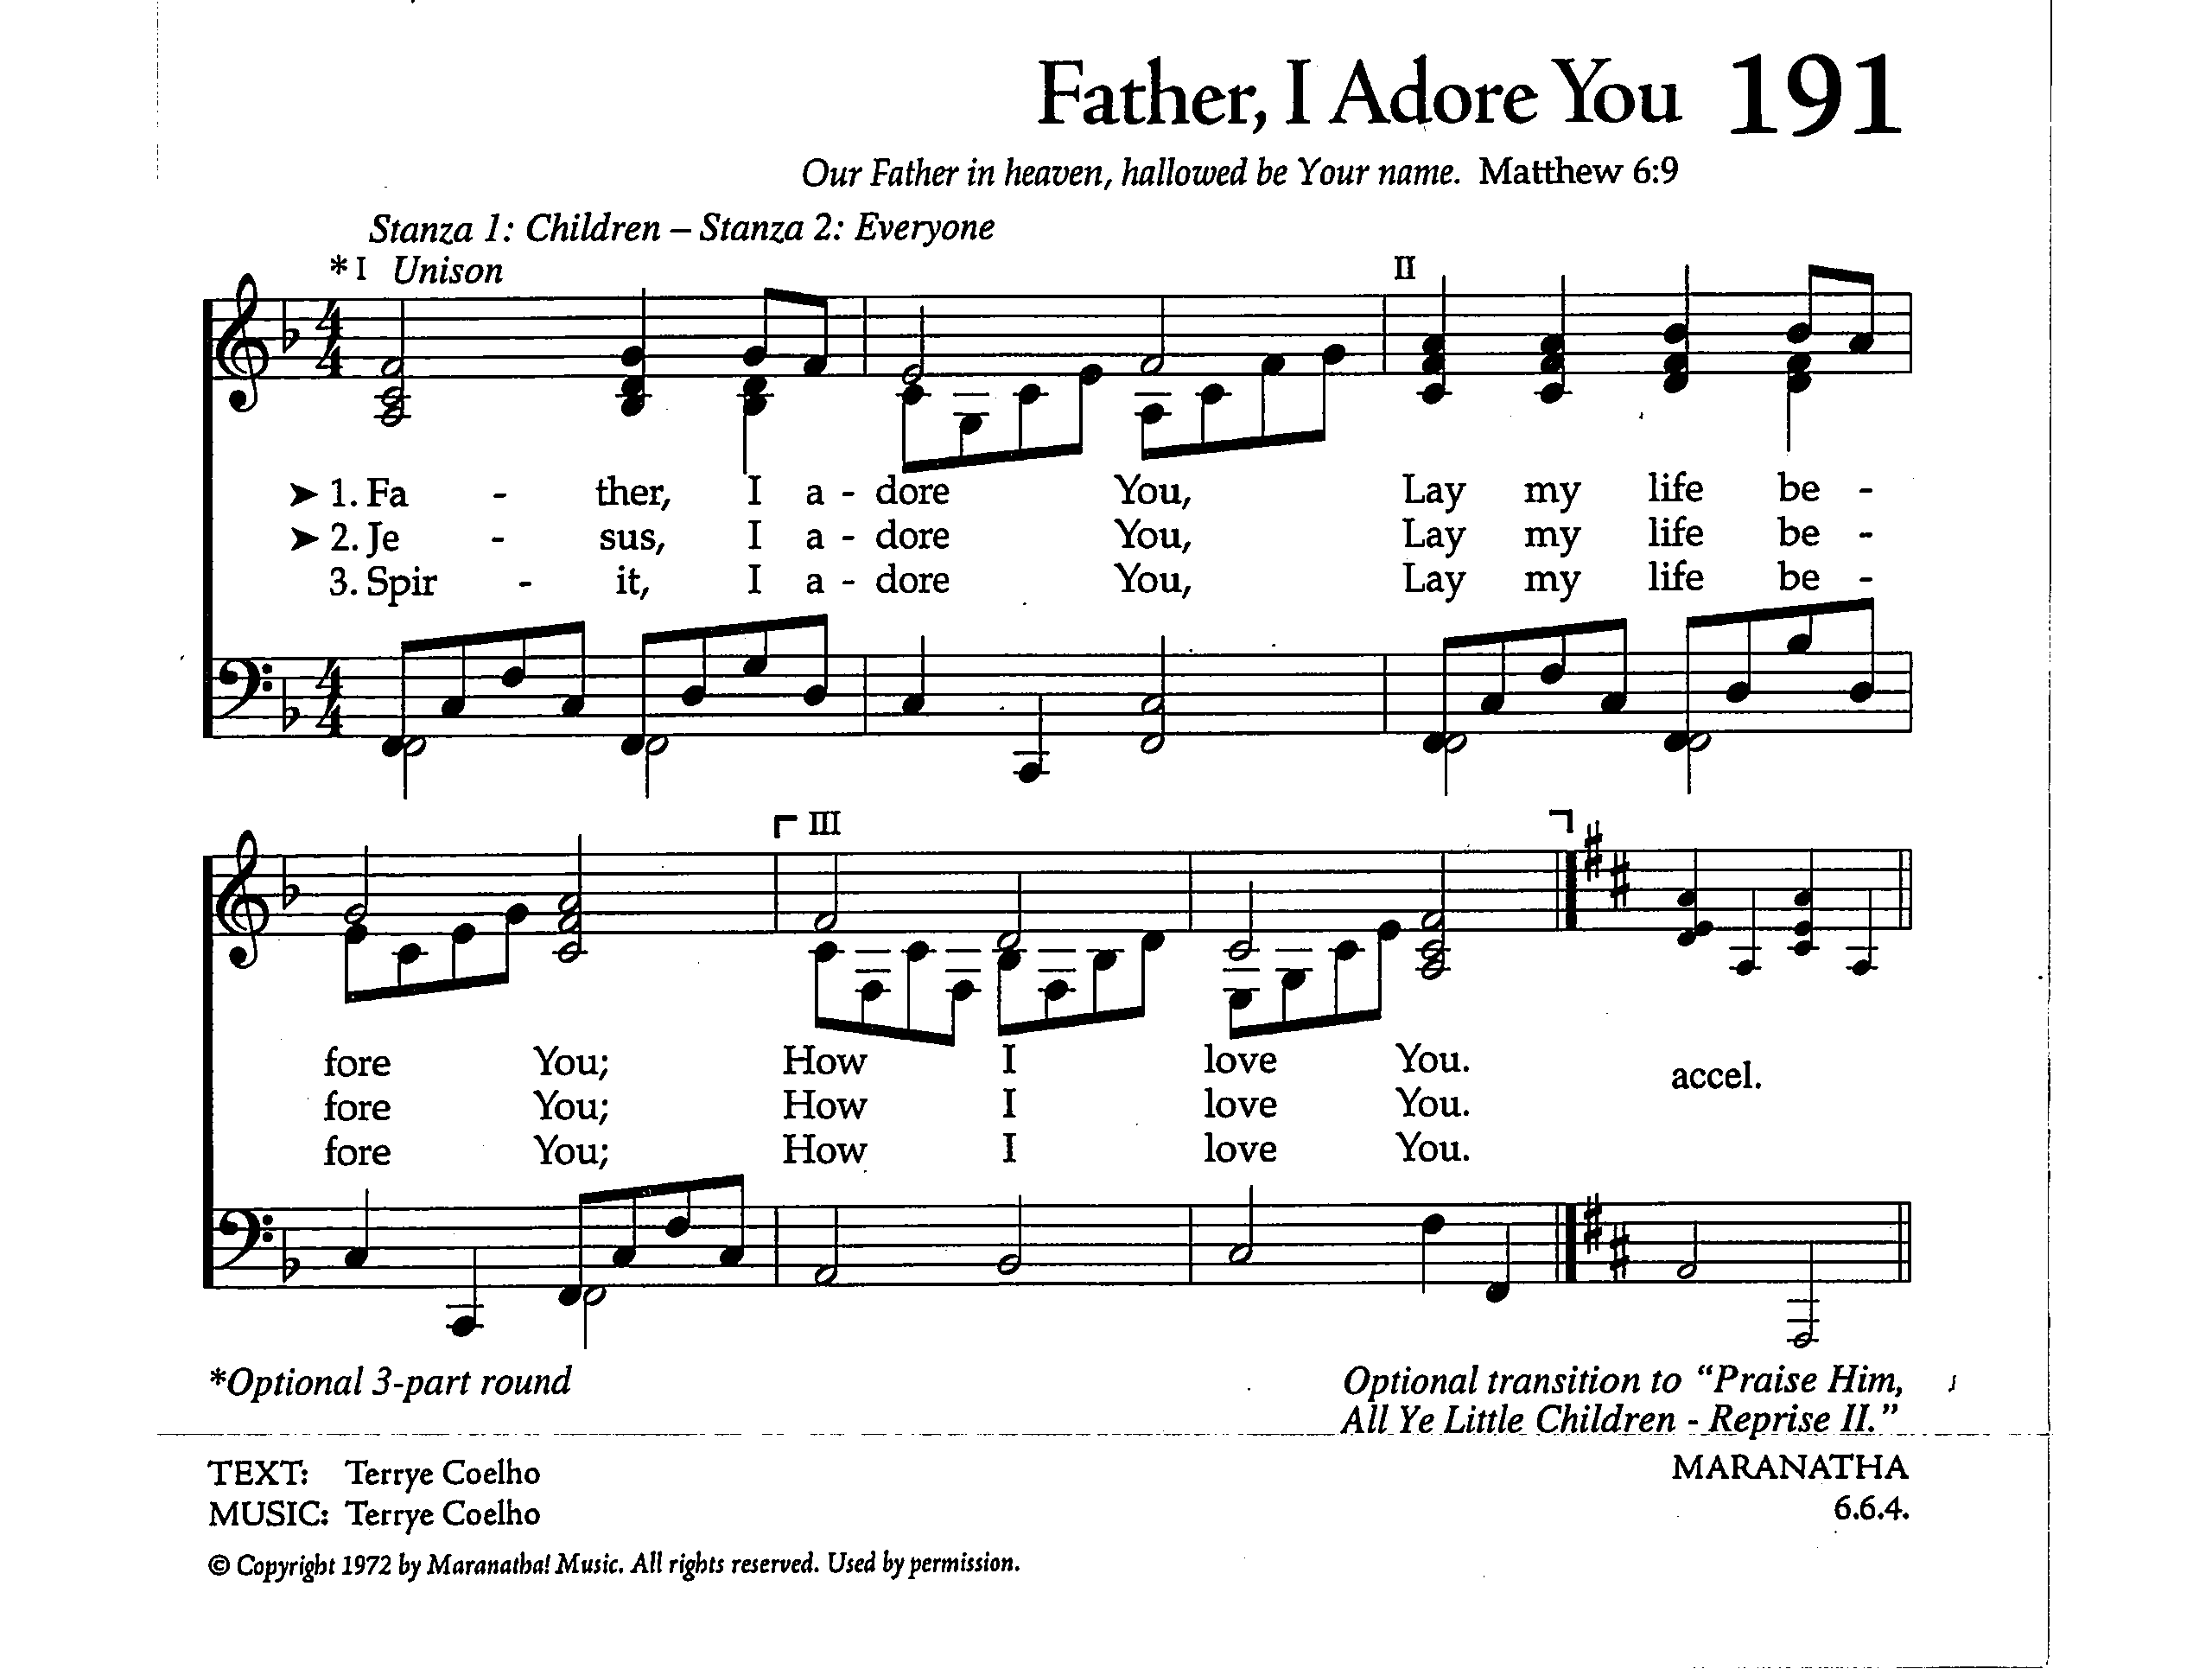 Father, I Adore You 191
Our Father in heaven, hallowed be Your name. Matthew 6:9
Stanza 1: Children – Stanza 2: Everyone
*I Unison II
➤ 1. Fa - ther, I a - dore You, Lay my life be -
➤ 2. Je - sus, I a - dore You, Lay my life be -
3. Spir - it, I a - dore You, Lay my life be -
III
fore You; How I love You.
accel.
fore You; How I love You.
fore You; How I love You.
*Optional 3-part round
Optional transition to “Praise Him,
All Ye Little Children - Reprise II.”
TEXT: Terrye Coelho
MUSIC: Terrye Coelho
MARANATHA
6.6.4.
© Copyright 1972 by Maranatha! Music. All rights reserved. Used by permission.